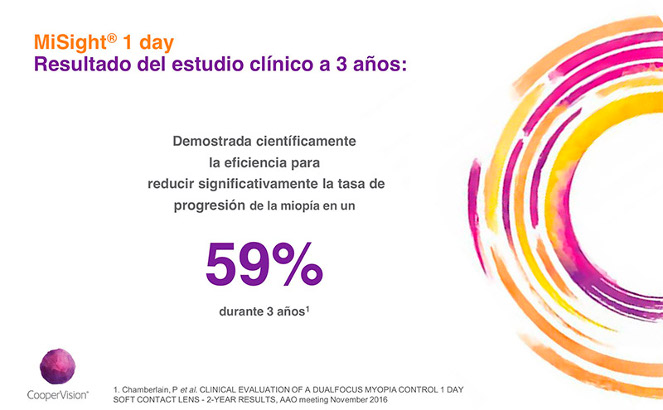 MiSight® 1 day
Resultado del estudio clínico a 3 años:
Demostrada científicamente
la eficiencia para
reducir significativamente la tasa de
progresión de la miopía en un
59%
durante 3 años¹
CooperVision®
1. Chamberlain, P et al. CLINICAL EVALUATION OF A DUALFOCUS MYOPIA CONTROL 1 DAY
SOFT CONTACT LENS - 2-YEAR RESULTS, AAO meeting November 2016